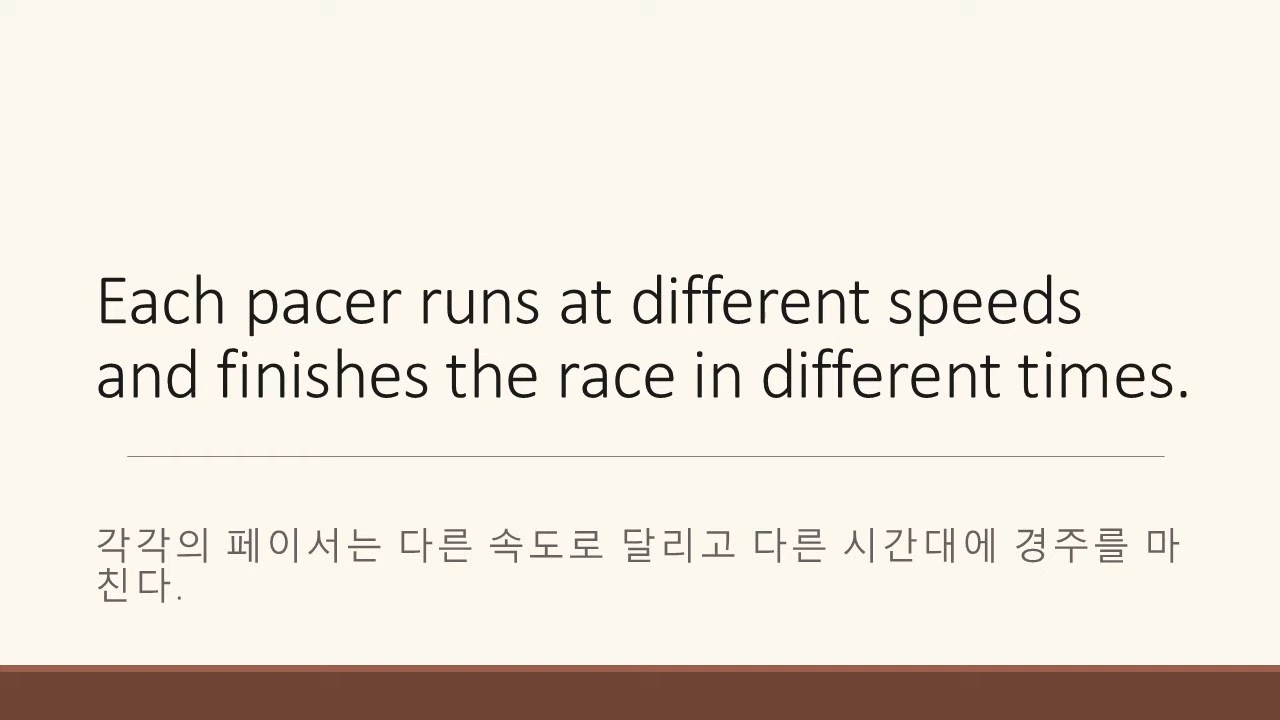 Each pacer runs at different speeds
and finishes the race in different times.
각각의 페이서는 다른 속도로 달리고 다른 시간대에 경주를 마
친다.